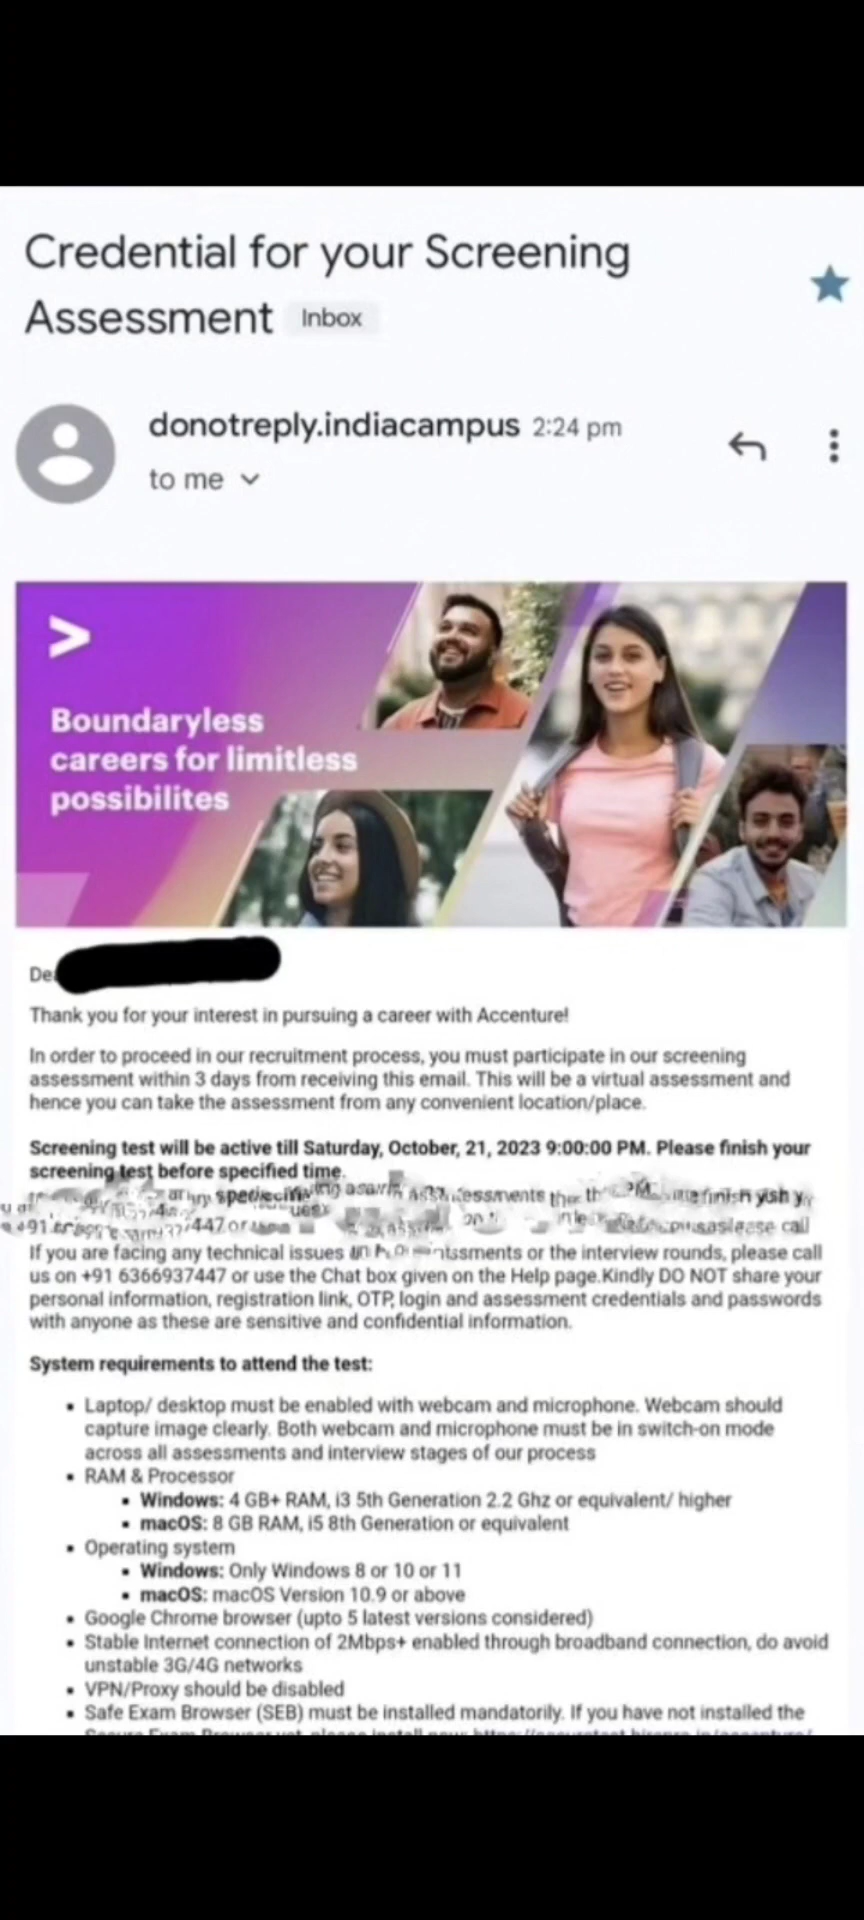 Credential for your Screening
Assessment Inbox
donotreply.indiacampus 2:24 pm
to me
Boundaryless
careers for limitless
possibilites
De
Thank you for your interest in pursuing a career with Accenture!
In order to proceed in our recruitment process, you must participate in our screening
assessment within 3 days from receiving this email. This will be a virtual assessment and
hence you can take the assessment from any convenient location/place.
Screening test will be active till Saturday, October, 21, 2023 9:00:00 PM. Please finish your
screening test before specified time.
If you are facing any technical issues or the interview rounds, please call
us on +91 6366937447 or use the Chat box given on the Help page.Kindly DO NOT share your
personal information, registration link, OTP, login and assessment credentials and passwords
with anyone as these are sensitive and confidential information.
System requirements to attend the test:
▪ Laptop/ desktop must be enabled with webcam and microphone. Webcam should
capture image clearly. Both webcam and microphone must be in switch-on mode
across all assessments and interview stages of our process
▪ RAM & Processor
▪ Windows: 4 GB+ RAM, i3 5th Generation 2.2 Ghz or equivalent/ higher
▪ macOS: 8 GB RAM, i5 8th Generation or equivalent
▪ Operating system
▪ Windows: Only Windows 8 or 10 or 11
▪ macOS: macOS Version 10.9 or above
▪ Google Chrome browser (upto 5 latest versions considered)
▪ Stable Internet connection of 2Mbps+ enabled through broadband connection, do avoid
unstable 3G/4G networks
▪ VPN/Proxy should be disabled
▪ Safe Exam Browser (SEB) must be installed mandatorily. If you have not installed the